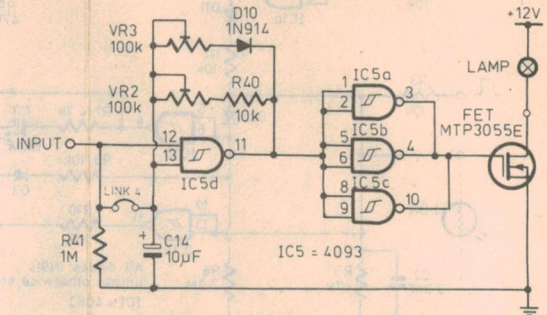 +12V
D10
1N914
VR3
100k
LAMP
VR2
100k
R40
10k
IC5a
1
2
3
FET
MTP3055E
INPUT
12
13
11
IC5d
5
6
IC5b
4
LINK 4
8
9
IC5c
10
R41
1M
+
C14
10µF
IC5 = 4093